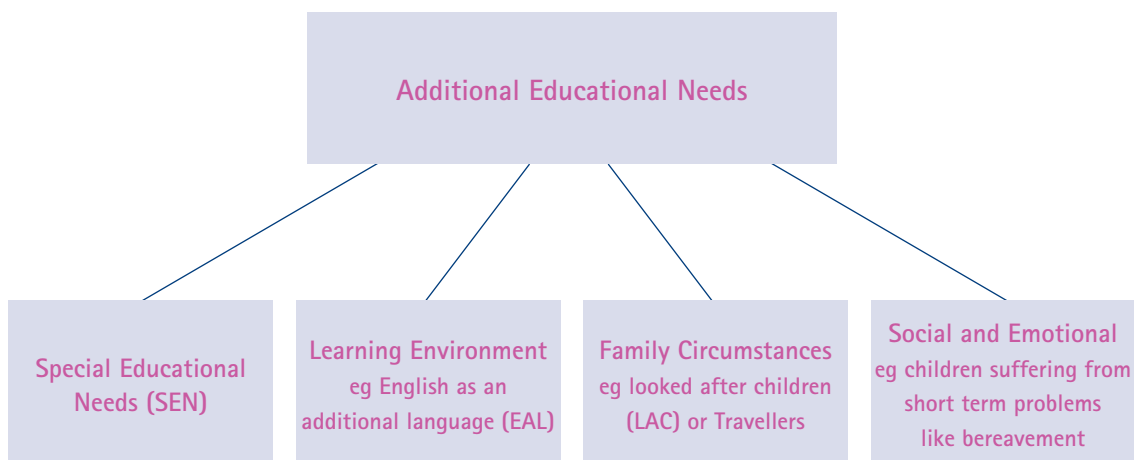 Additional Educational Needs
Special Educational
Needs (SEN)
Learning Environment
eg English as an
additional language (EAL)
Family Circumstances
eg looked after children
(LAC) or Travellers
Social and Emotional
eg children suffering from
short term problems
like bereavement